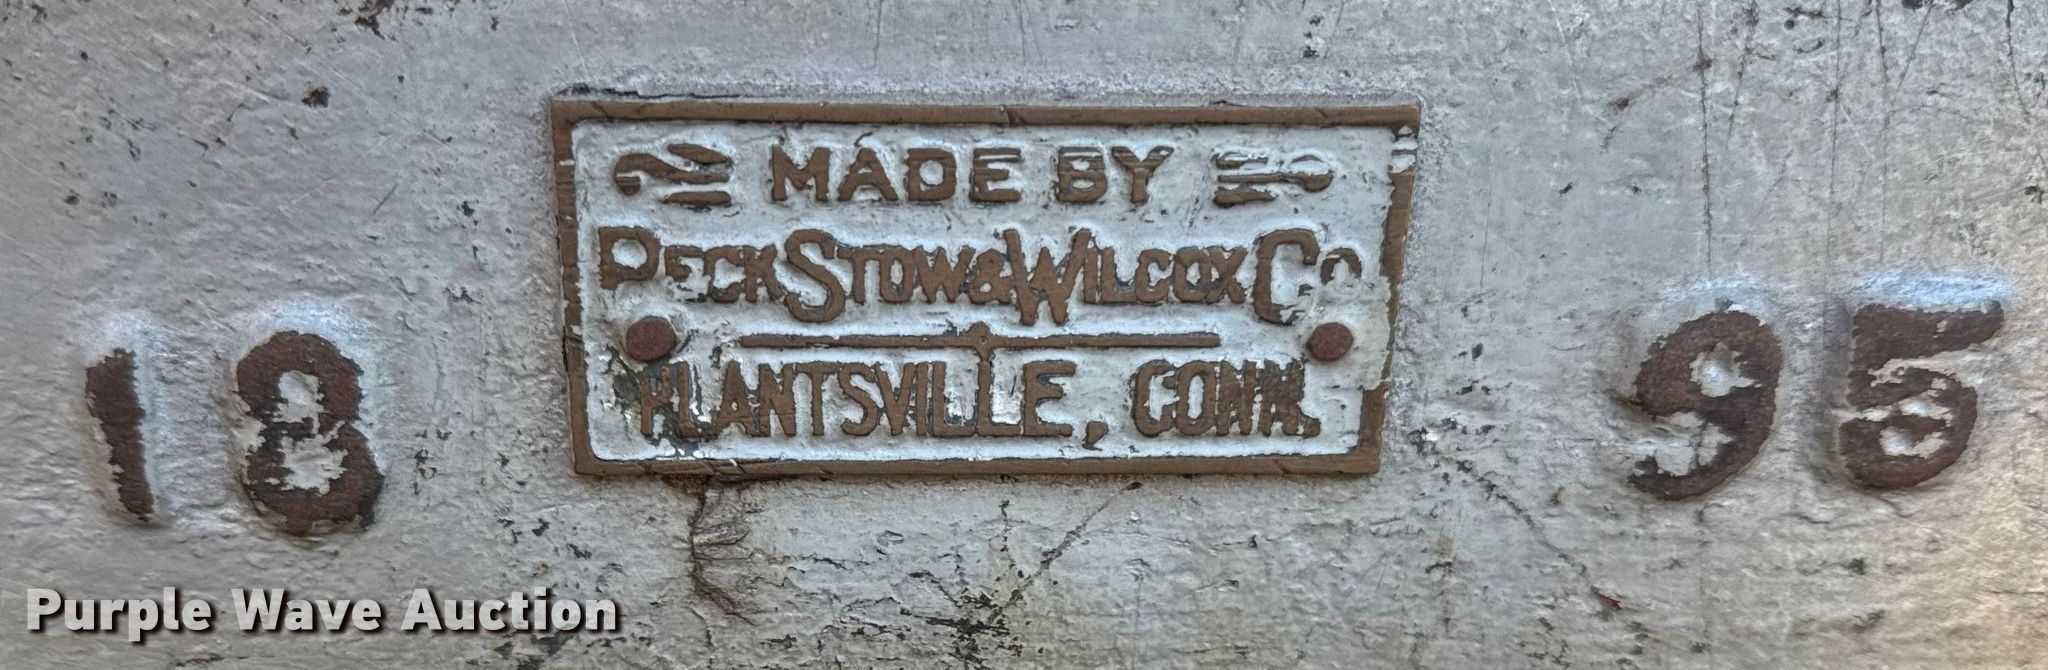 MADE BY
PECK STOW & WILCOX CO
PLANTSVILLE, CONN.
18 95
Purple Wave Auction